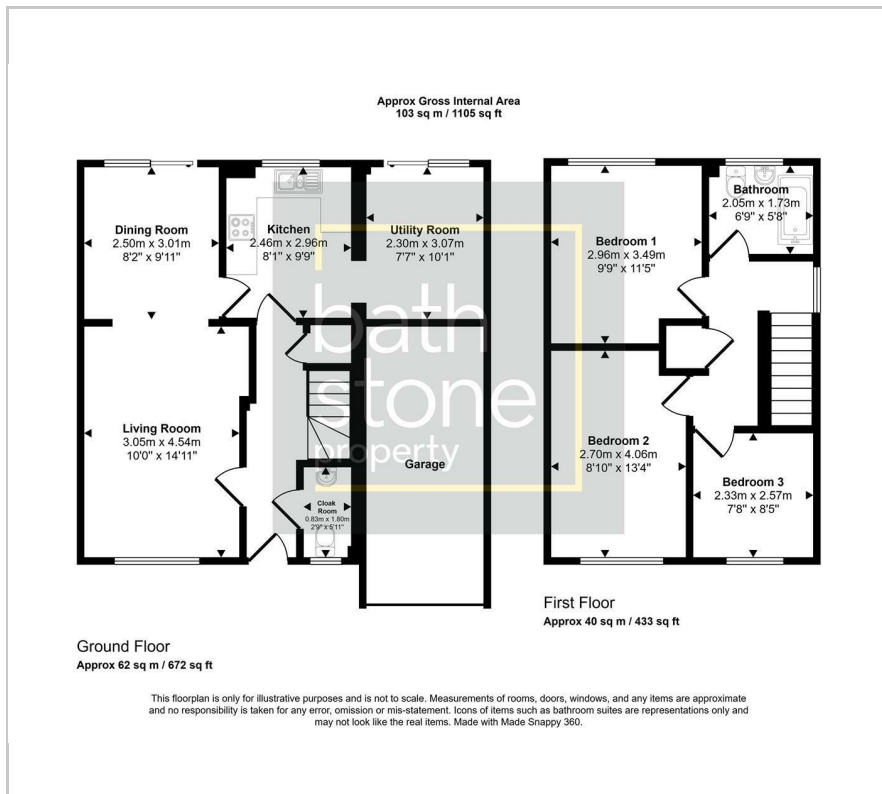 Approx Gross Internal Area
103 sq m / 1105 sq ft
Dining Room
2.50m x 3.01m
8'2" x 9'11"
Kitchen
2.46m x 2.96m
8'1" x 9'9"
Utility Room
2.30m x 3.07m
7'7" x 10'1"
Living Rooom
3.05m x 4.54m
10'0" x 14'11"
Cloak
Room
0.83m x 1.80m
2'9" x 5'11"
Garage
bath
stone
property
Bedroom 1
2.96m x 3.49m
9'9" x 11'5"
Bathroom
2.05m x 1.73m
6'9" x 5'8"
Bedroom 2
2.70m x 4.06m
8'10" x 13'4"
Bedroom 3
2.33m x 2.57m
7'8" x 8'5"
First Floor
Approx 40 sq m / 433 sq ft
Ground Floor
Approx 62 sq m / 672 sq ft
This floorplan is only for illustrative purposes and is not to scale. Measurements of rooms, doors, windows, and any items are approximate
and no responsibility is taken for any error, omission or mis-statement. Icons of items such as bathroom suites are representations only and
may not look like the real items. Made with Made Snappy 360.